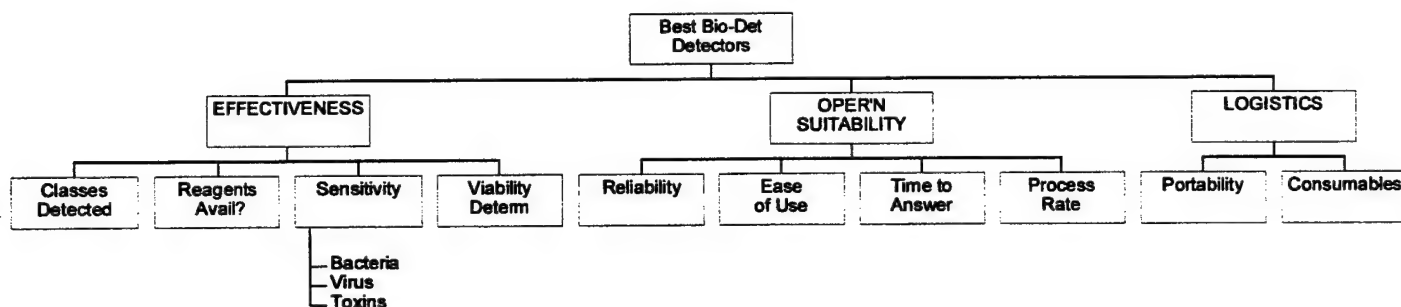 Best Bio-Det
Detectors
EFFECTIVENESS
OPER'N
SUITABILITY
LOGISTICS
Classes
Detected
Reagents
Avail?
Sensitivity
Viability
Determ
Reliability
Ease
of Use
Time to
Answer
Process
Rate
Portability
Consumables
Bacteria
Virus
Toxins